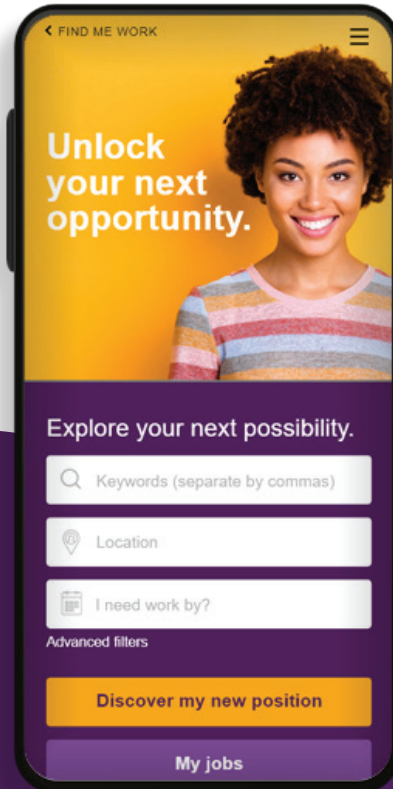 FIND ME WORK
Unlock
your next
opportunity.
Explore your next possibility.
Keywords (separate by commas)
Location
I need work by?
Advanced filters
Discover my new position
My jobs